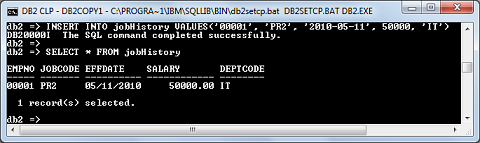 DB2 CLP - DB2COPY1 - C:\PROGRA~1\IBM\SQLLIB\BIN\db2setcp.bat DB2SETCP.BAT DB2.EXE
db2 => INSERT INTO jobHistory VALUES('00001', 'PR2', '2010-05-11', 50000, 'IT')
DB20000I  The SQL command completed successfully.
db2 =>
db2 => SELECT * FROM jobHistory

EMPNO JOBCODE EFFDATE    SALARY      DEPTCODE
----- ------- ---------- ----------- --------
00001 PR2     05/11/2010    50000.00 IT

  1 record(s) selected.

db2 =>